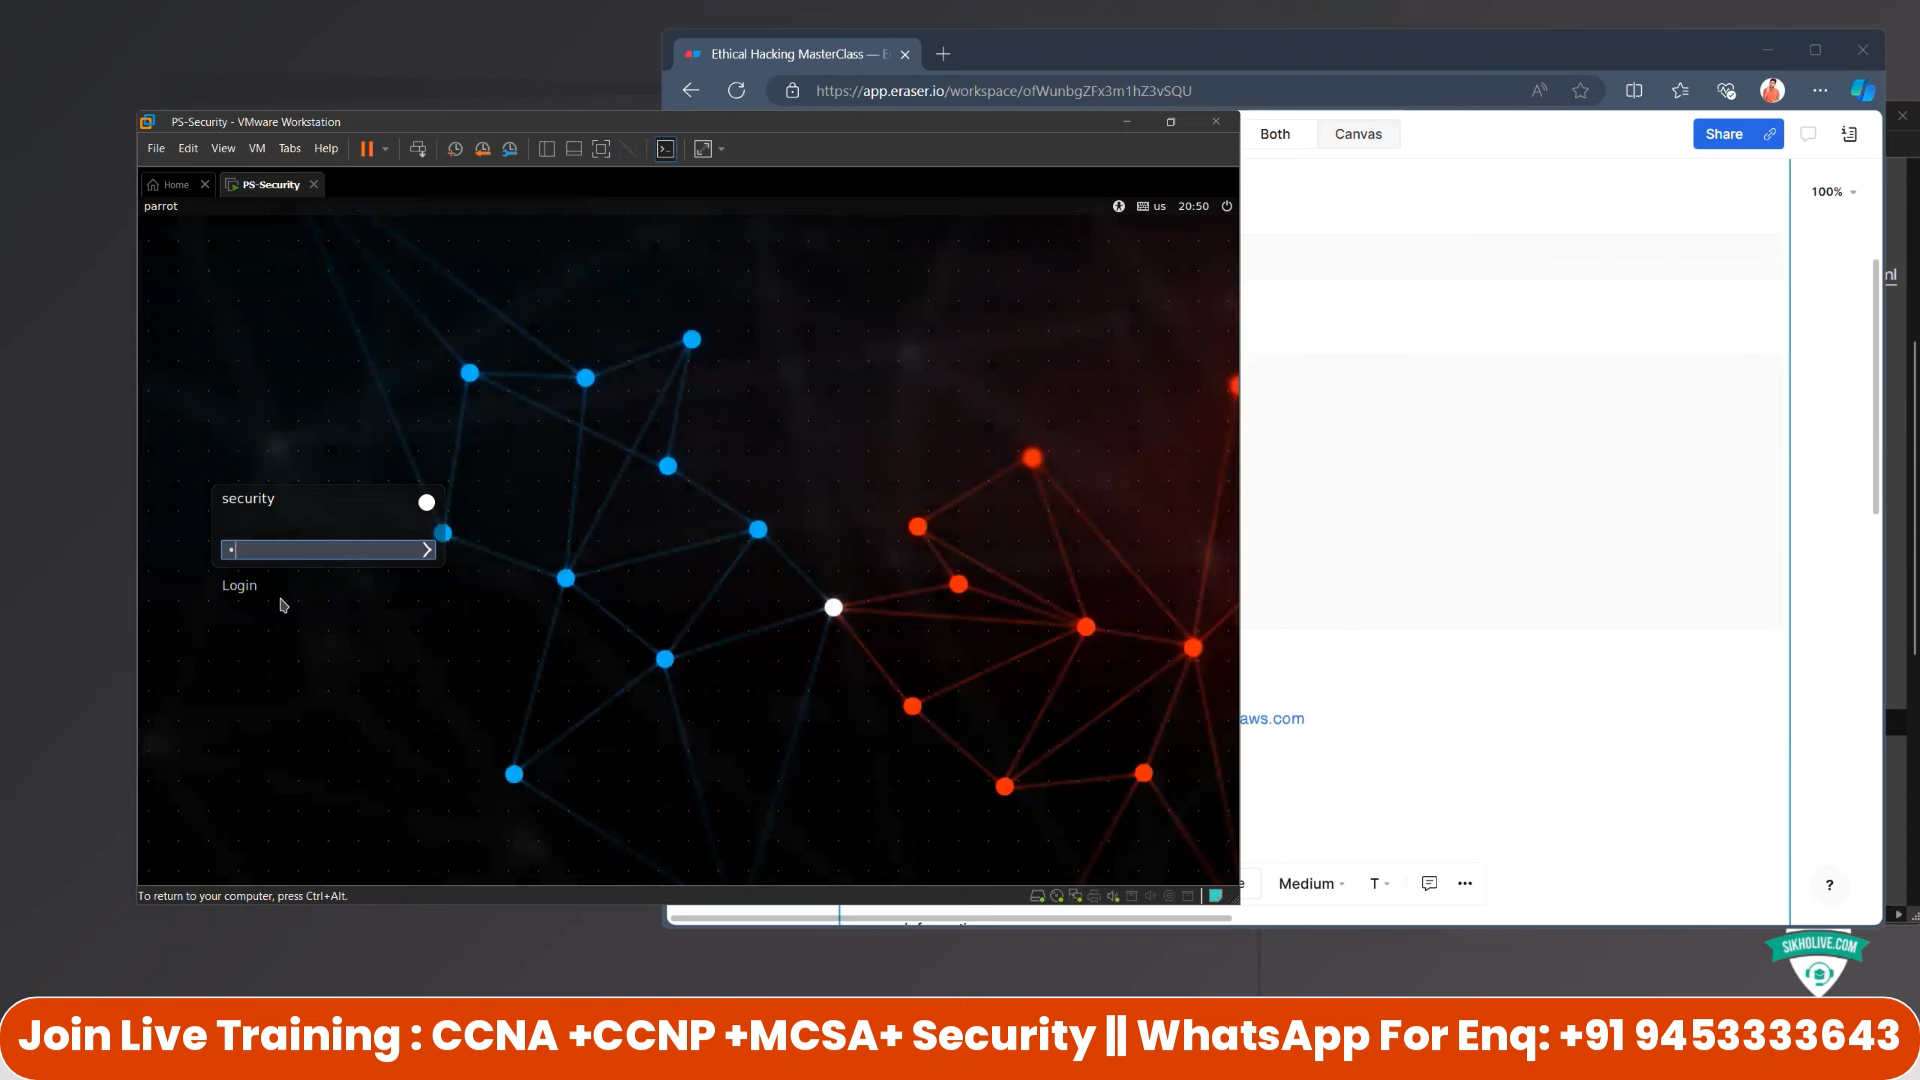 Ethical Hacking MasterClass — E
https://app.eraser.io/workspace/ofWunbgZFx3m1hZ3vSQU
PS-Security - VMware Workstation
File Edit View VM Tabs Help
Both Canvas Share
Home PS-Security
100%
parrot us 20:50
nl
security
Login
aws.com
e Medium T
?
To return to your computer, press Ctrl+Alt.
SIKHOLIVE.COM
Join Live Training : CCNA +CCNP +MCSA+ Security || WhatsApp For Enq: +91 9453333643